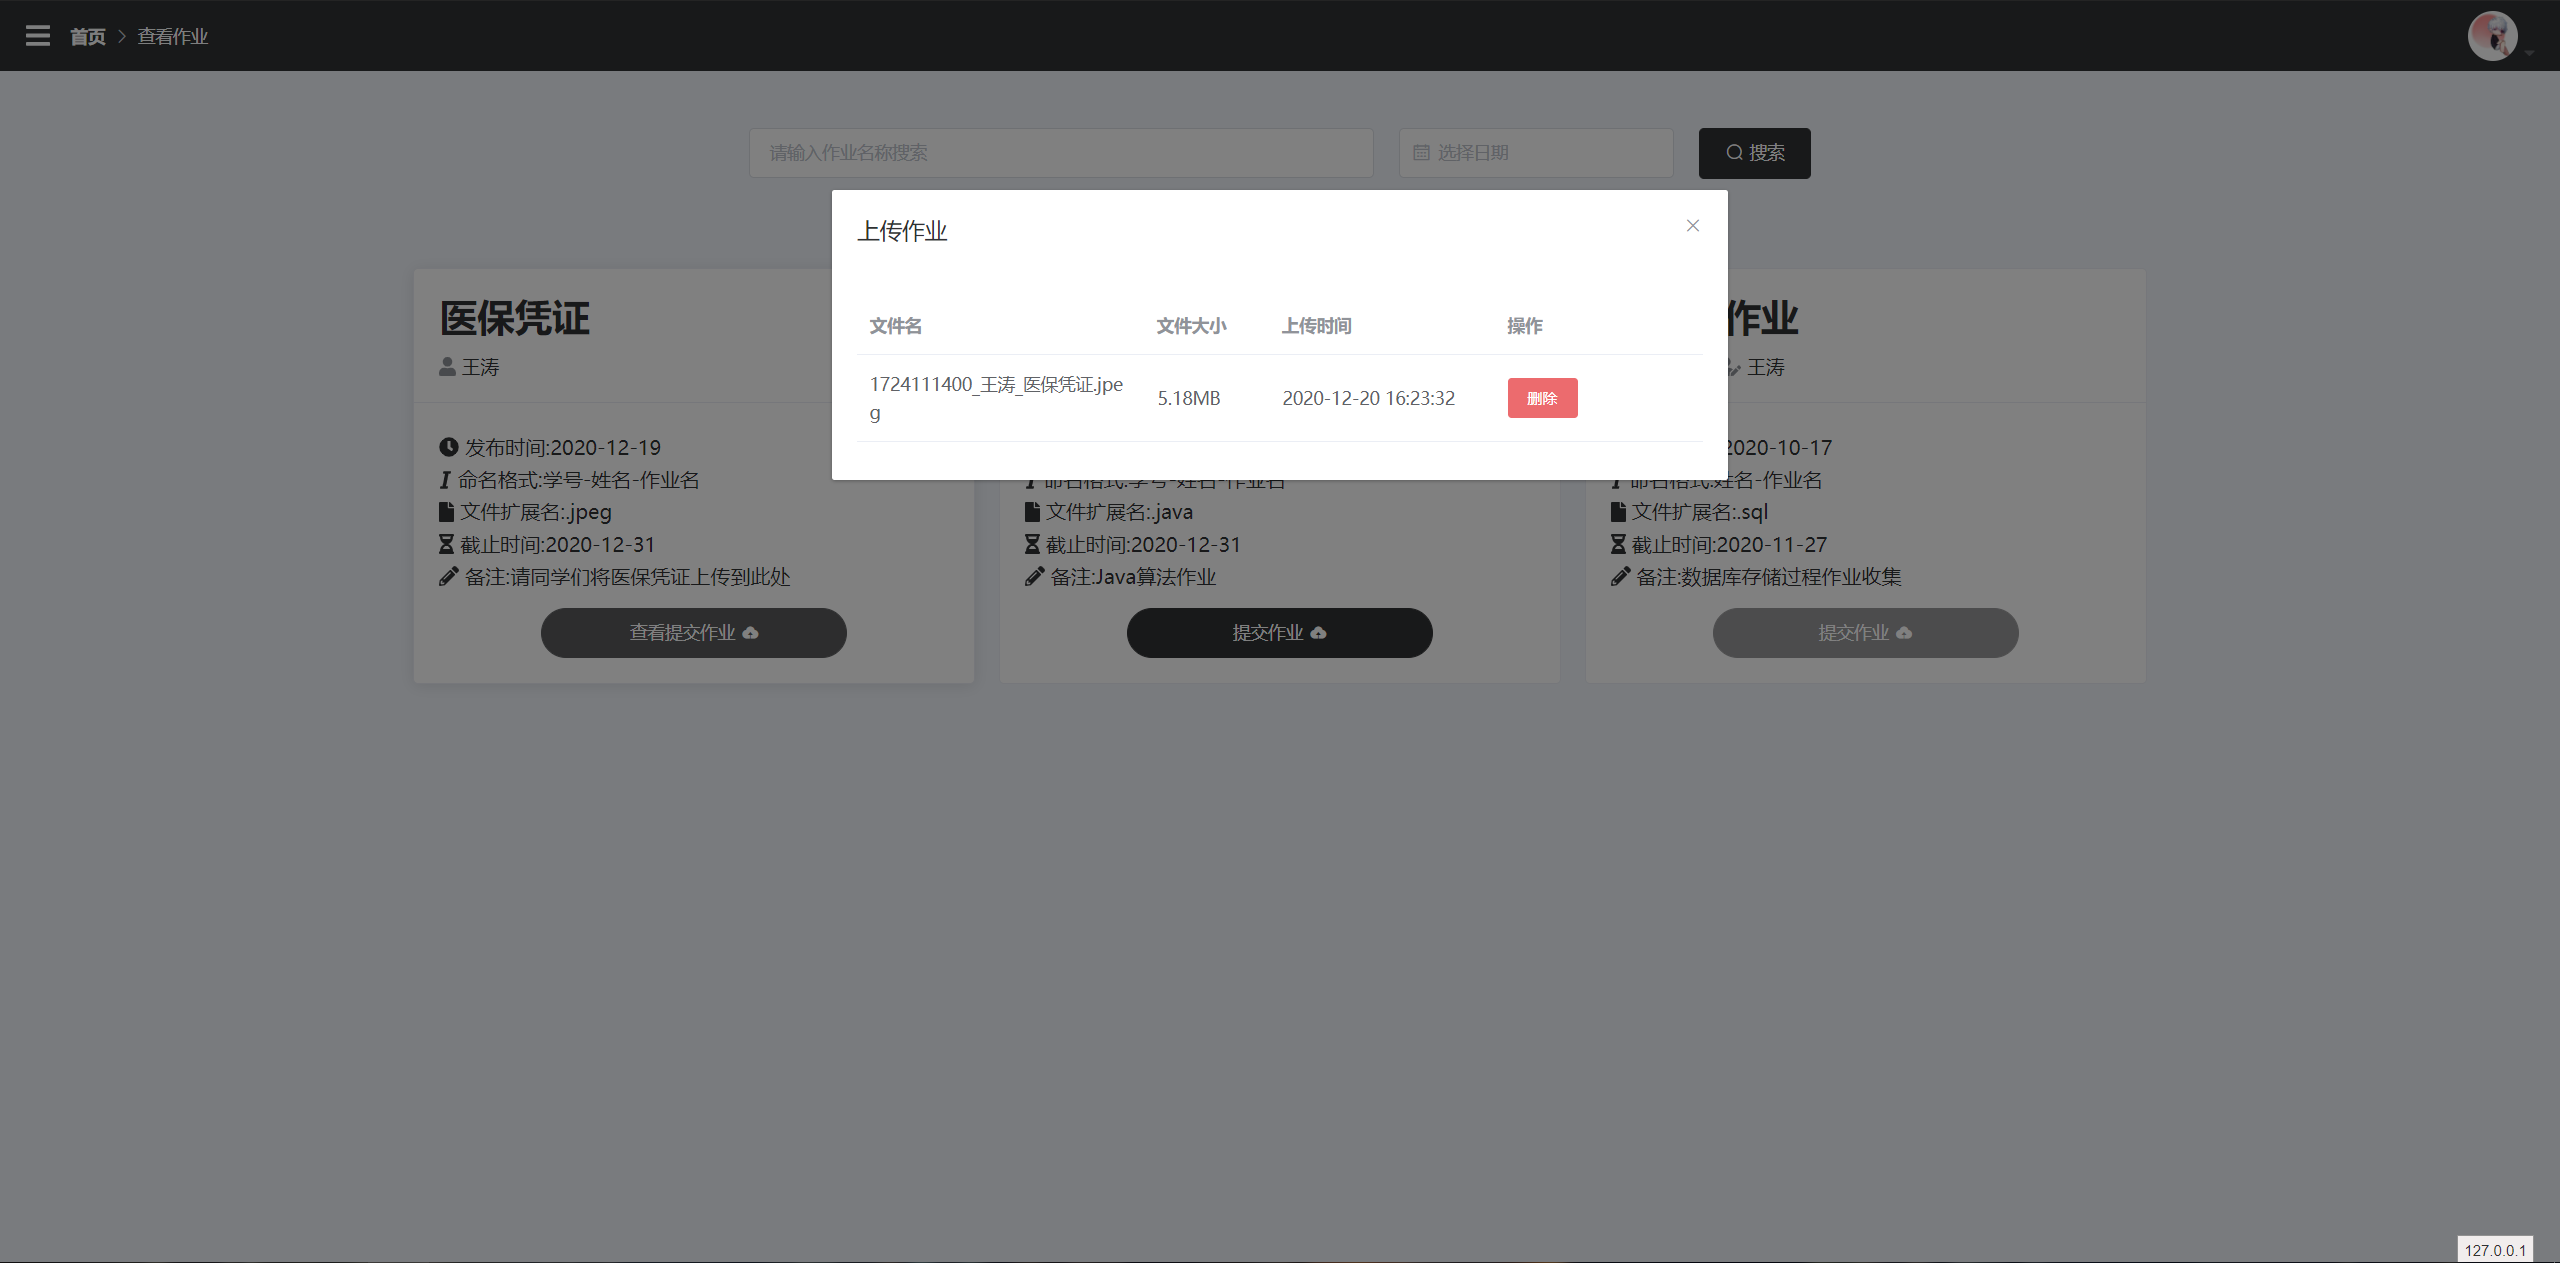 首页 > 查看作业
请输入作业名称搜索
选择日期
搜索
上传作业
文件名 文件大小 上传时间 操作
1724111400_王涛_医保凭证.jpe
g
5.18MB 2020-12-20 16:23:32 删除
医保凭证
王涛
发布时间:2020-12-19
命名格式:学号-姓名-作业名
文件扩展名:.jpeg
截止时间:2020-12-31
备注:请同学们将医保凭证上传到此处
查看提交作业
命名格式:学号-姓名-作业名
文件扩展名:.java
截止时间:2020-12-31
备注:Java算法作业
提交作业
作业
王涛
2020-10-17
命名格式:姓名-作业名
文件扩展名:.sql
截止时间:2020-11-27
备注:数据库存储过程作业收集
提交作业
127.0.0.1